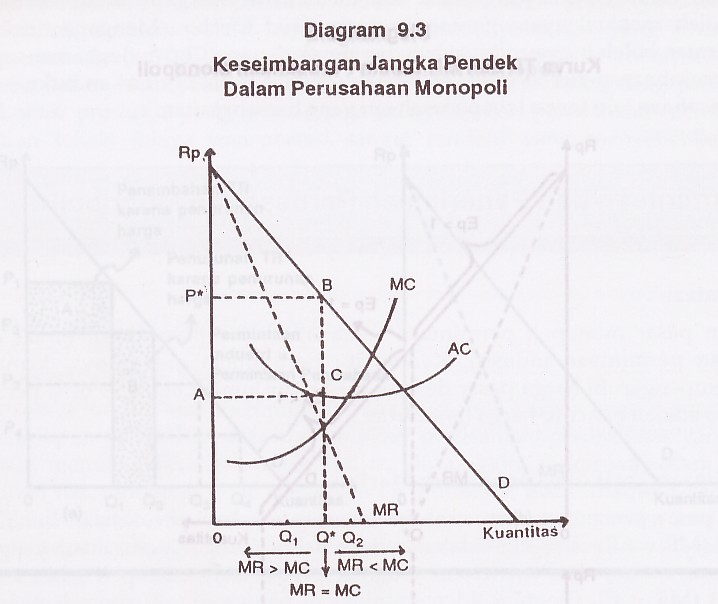 Diagram 9.3
Keseimbangan Jangka Pendek
Dalam Perusahaan Monopoli
Rp.
P*
B
MC
AC
C
A
D
MR
0
Q1
Q*
Q2
Kuantitas
MR > MC
MR < MC
MR = MC